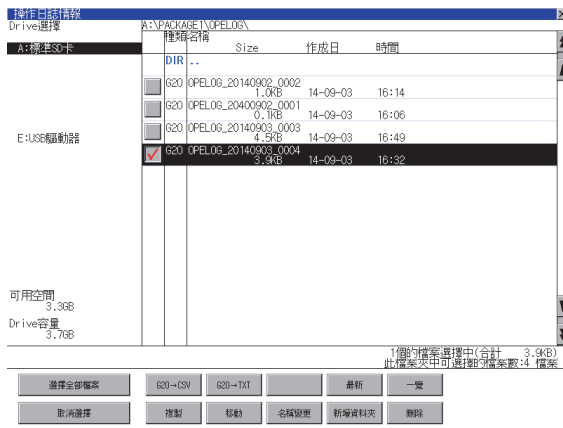 操作日誌情報
Drive選擇 A:\PACKAGE1\OPELOG\
種類 名稱
Size 作成日 時間
A:標準SD卡
DIR ..
G20 OPELOG_20140902_0002
1.0KB 14-09-03 16:14
G20 OPELOG_20400902_0001
0.1KB 14-09-03 16:06
G20 OPELOG_20140903_0003
4.5KB 14-09-03 16:49
E:USB驅動器
G20 OPELOG_20140903_0004
3.9KB 14-09-03 16:32
可用空間
3.3GB
Drive容量
3.7GB
1個的檔案選擇中(合計 3.9KB)
此檔案夾中可選擇的檔案數:4 檔案
選擇全部檔案 G20→CSV G20→TXT 最新 一覽
取消選擇 複製 移動 名稱變更 新增資料夾 刪除